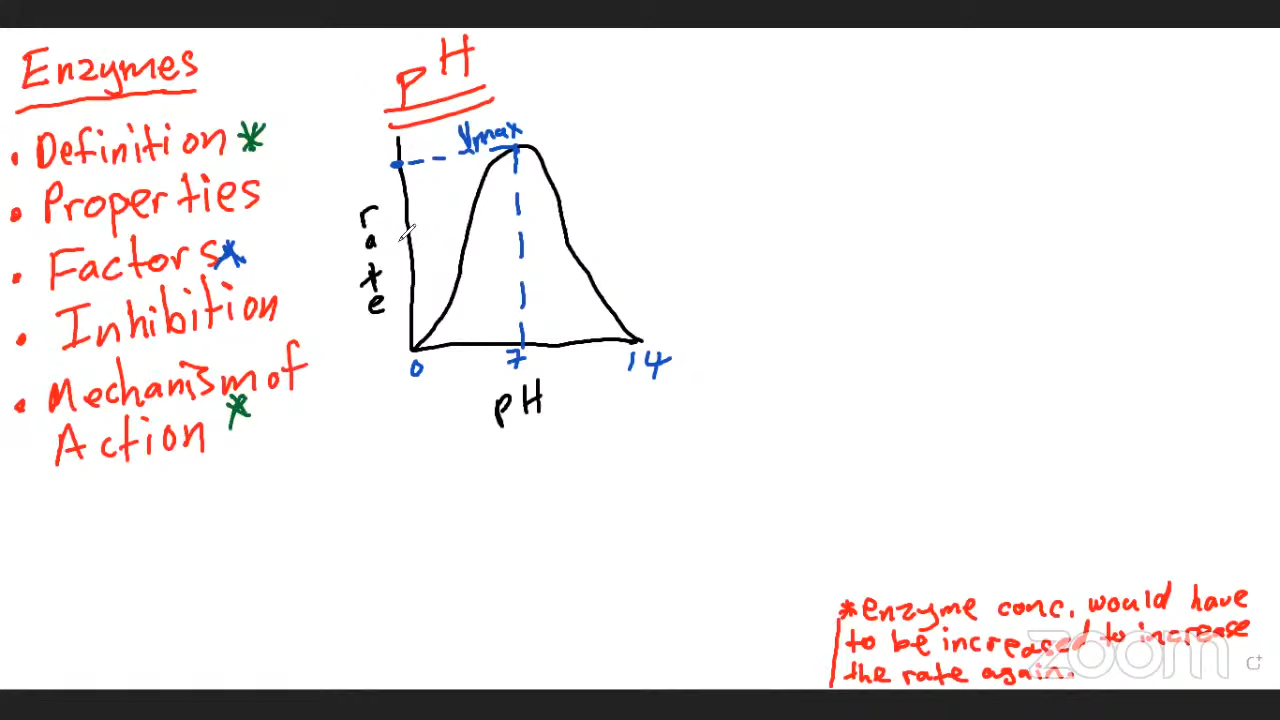 Enzymes
• Definition *
• Properties
• Factors *
• Inhibition
• Mechanism of
Action *
pH
Vmax
rate
0
7
14
pH
*enzyme conc. would have
to be increased to increase
the rate again.
zoom